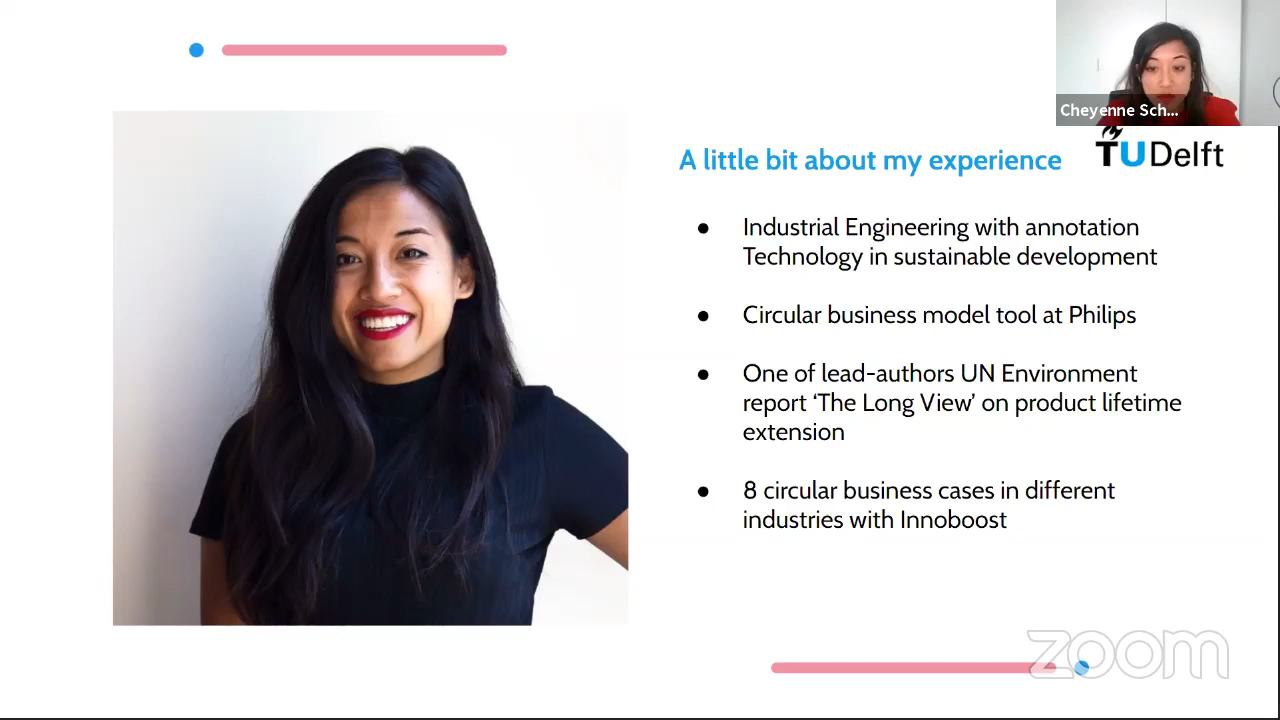 Cheyenne Sch...
A little bit about my experience
TUDelft
● Industrial Engineering with annotation
Technology in sustainable development
● Circular business model tool at Philips
● One of lead-authors UN Environment
report ‘The Long View’ on product lifetime
extension
● 8 circular business cases in different
industries with Innoboost
zoom